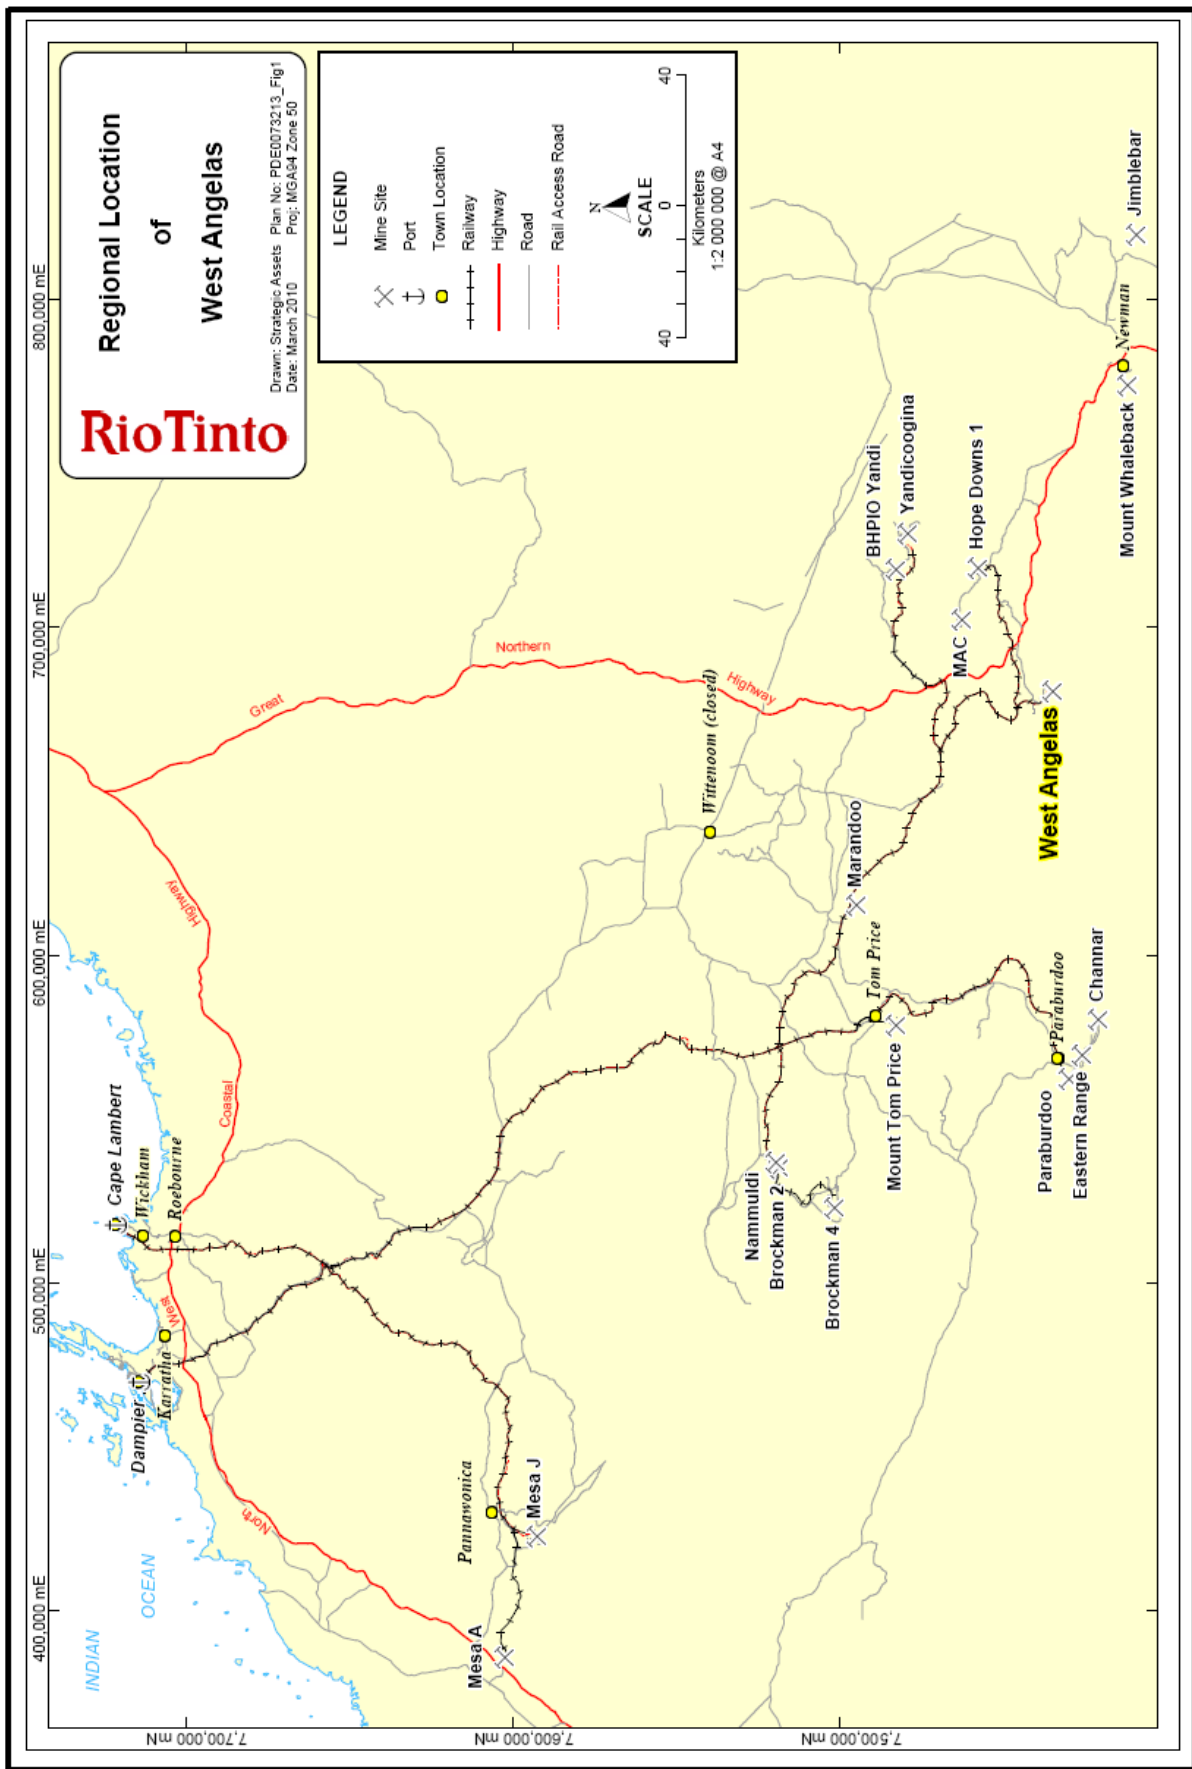 Regional Location
of
West Angelas
RioTinto
Drawn: Strategic Assets Plan No: PDE0073213_Fig1
Date: March 2010 Proj: MGA94 Zone 50
LEGEND
Mine Site
Port
Town Location
Railway
Highway
Road
Rail Access Road
N
SCALE
40 0 40
Kilometers
1:2 000 000 @ A4
400,000 mE
500,000 mE
600,000 mE
700,000 mE
800,000 mE
7,700,000 mN
7,600,000 mN
7,500,000 mN
INDIAN
OCEAN
Dampier
Karratha
Cape Lambert
Wickham
Roebourne
North
West
Coastal
Highway
Great
Northern
Highway
Pannawonica
Mesa A
Mesa J
Wittenoom (closed)
Nammuldi
Brockman 2
Brockman 4
Marandoo
Tom Price
Mount Tom Price
Paraburdoo
Paraburdoo
Eastern Range
Channar
BHPIO Yandi
Yandicoogina
MAC
Hope Downs 1
West Angelas
Newman
Mount Whaleback
Jimblebar